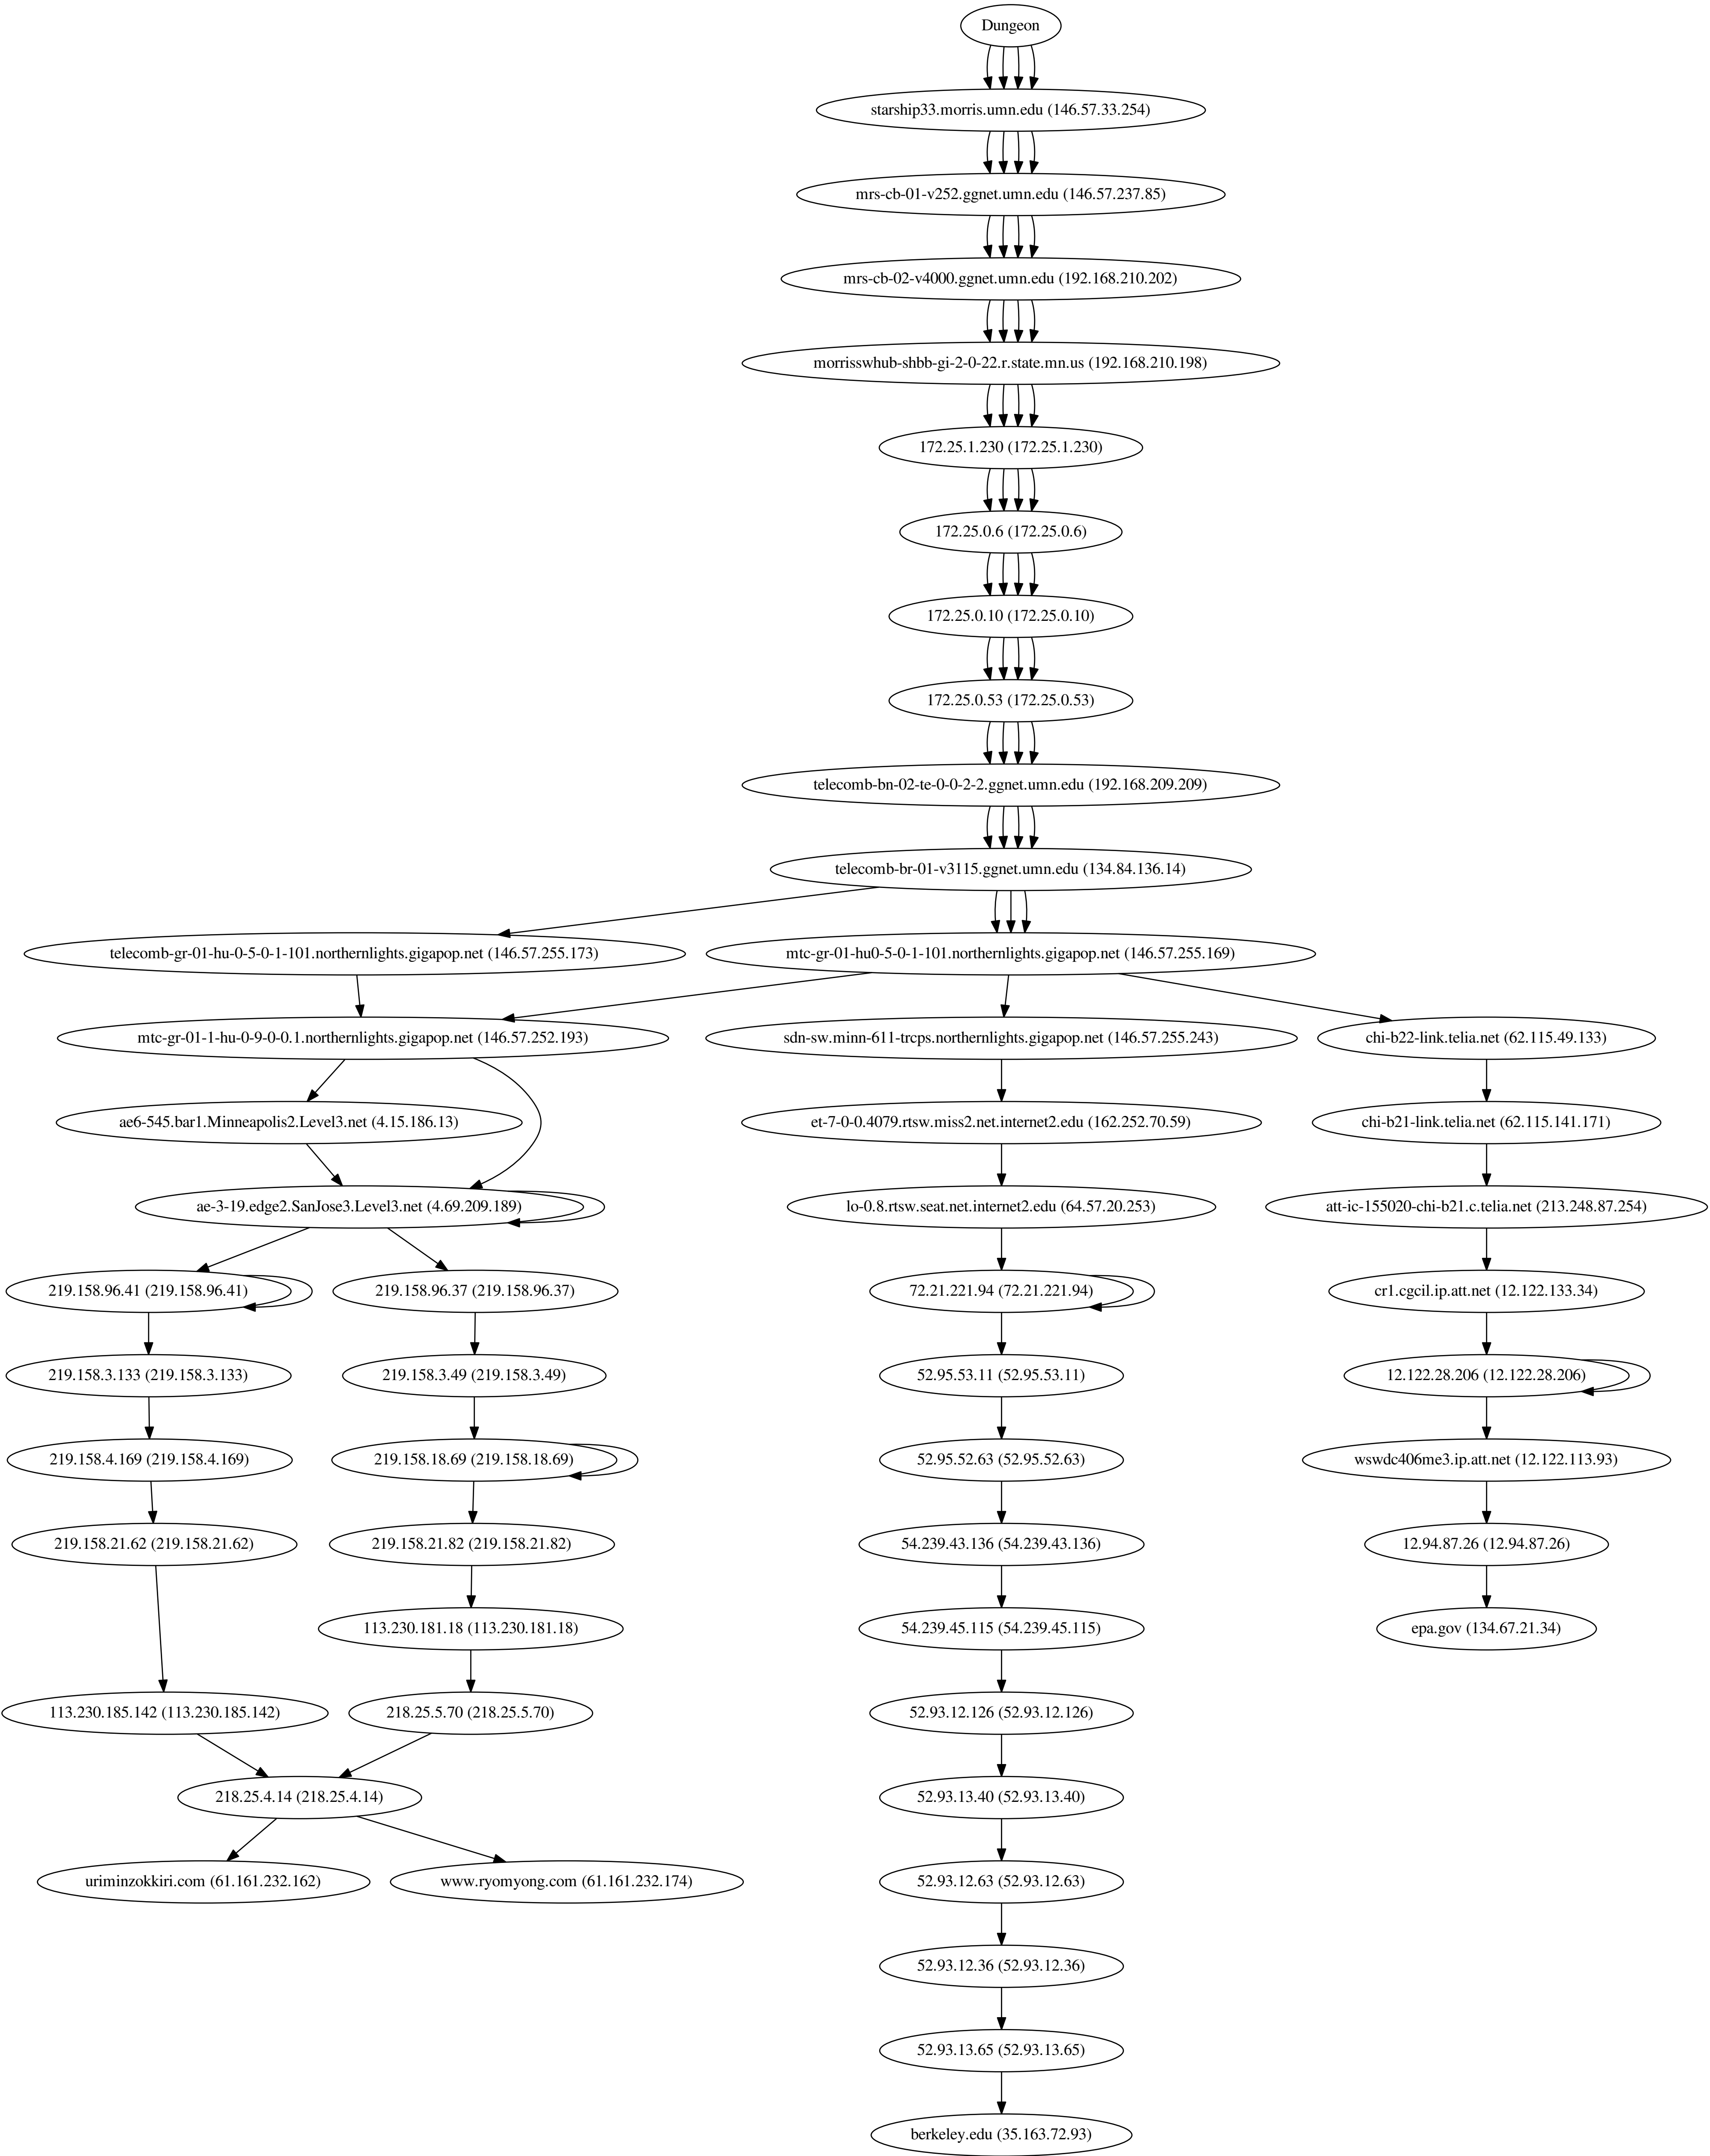 Dungeon
starship33.morris.umn.edu (146.57.33.254)
mrs-cb-01-v252.ggnet.umn.edu (146.57.237.85)
mrs-cb-02-v4000.ggnet.umn.edu (192.168.210.202)
morrisswhub-shbb-gi-2-0-22.r.state.mn.us (192.168.210.198)
172.25.1.230 (172.25.1.230)
172.25.0.6 (172.25.0.6)
172.25.0.10 (172.25.0.10)
172.25.0.53 (172.25.0.53)
telecomb-bn-02-te-0-0-2-2.ggnet.umn.edu (192.168.209.209)
telecomb-br-01-v3115.ggnet.umn.edu (134.84.136.14)
telecomb-gr-01-hu-0-5-0-1-101.northernlights.gigapop.net (146.57.255.173)
mtc-gr-01-hu0-5-0-1-101.northernlights.gigapop.net (146.57.255.169)
mtc-gr-01-1-hu-0-9-0-0.1.northernlights.gigapop.net (146.57.252.193)
sdn-sw.minn-611-trcps.northernlights.gigapop.net (146.57.255.243)
chi-b22-link.telia.net (62.115.49.133)
ae6-545.bar1.Minneapolis2.Level3.net (4.15.186.13)
et-7-0-0.4079.rtsw.miss2.net.internet2.edu (162.252.70.59)
chi-b21-link.telia.net (62.115.141.171)
ae-3-19.edge2.SanJose3.Level3.net (4.69.209.189)
lo-0.8.rtsw.seat.net.internet2.edu (64.57.20.253)
att-ic-155020-chi-b21.c.telia.net (213.248.87.254)
219.158.96.41 (219.158.96.41)
219.158.96.37 (219.158.96.37)
72.21.221.94 (72.21.221.94)
cr1.cgcil.ip.att.net (12.122.133.34)
219.158.3.133 (219.158.3.133)
219.158.3.49 (219.158.3.49)
52.95.53.11 (52.95.53.11)
12.122.28.206 (12.122.28.206)
219.158.4.169 (219.158.4.169)
219.158.18.69 (219.158.18.69)
52.95.52.63 (52.95.52.63)
wswdc406me3.ip.att.net (12.122.113.93)
219.158.21.62 (219.158.21.62)
219.158.21.82 (219.158.21.82)
54.239.43.136 (54.239.43.136)
12.94.87.26 (12.94.87.26)
113.230.181.18 (113.230.181.18)
54.239.45.115 (54.239.45.115)
epa.gov (134.67.21.34)
113.230.185.142 (113.230.185.142)
218.25.5.70 (218.25.5.70)
52.93.12.126 (52.93.12.126)
218.25.4.14 (218.25.4.14)
52.93.13.40 (52.93.13.40)
uriminzokkiri.com (61.161.232.162)
www.ryomyong.com (61.161.232.174)
52.93.12.63 (52.93.12.63)
52.93.12.36 (52.93.12.36)
52.93.13.65 (52.93.13.65)
berkeley.edu (35.163.72.93)